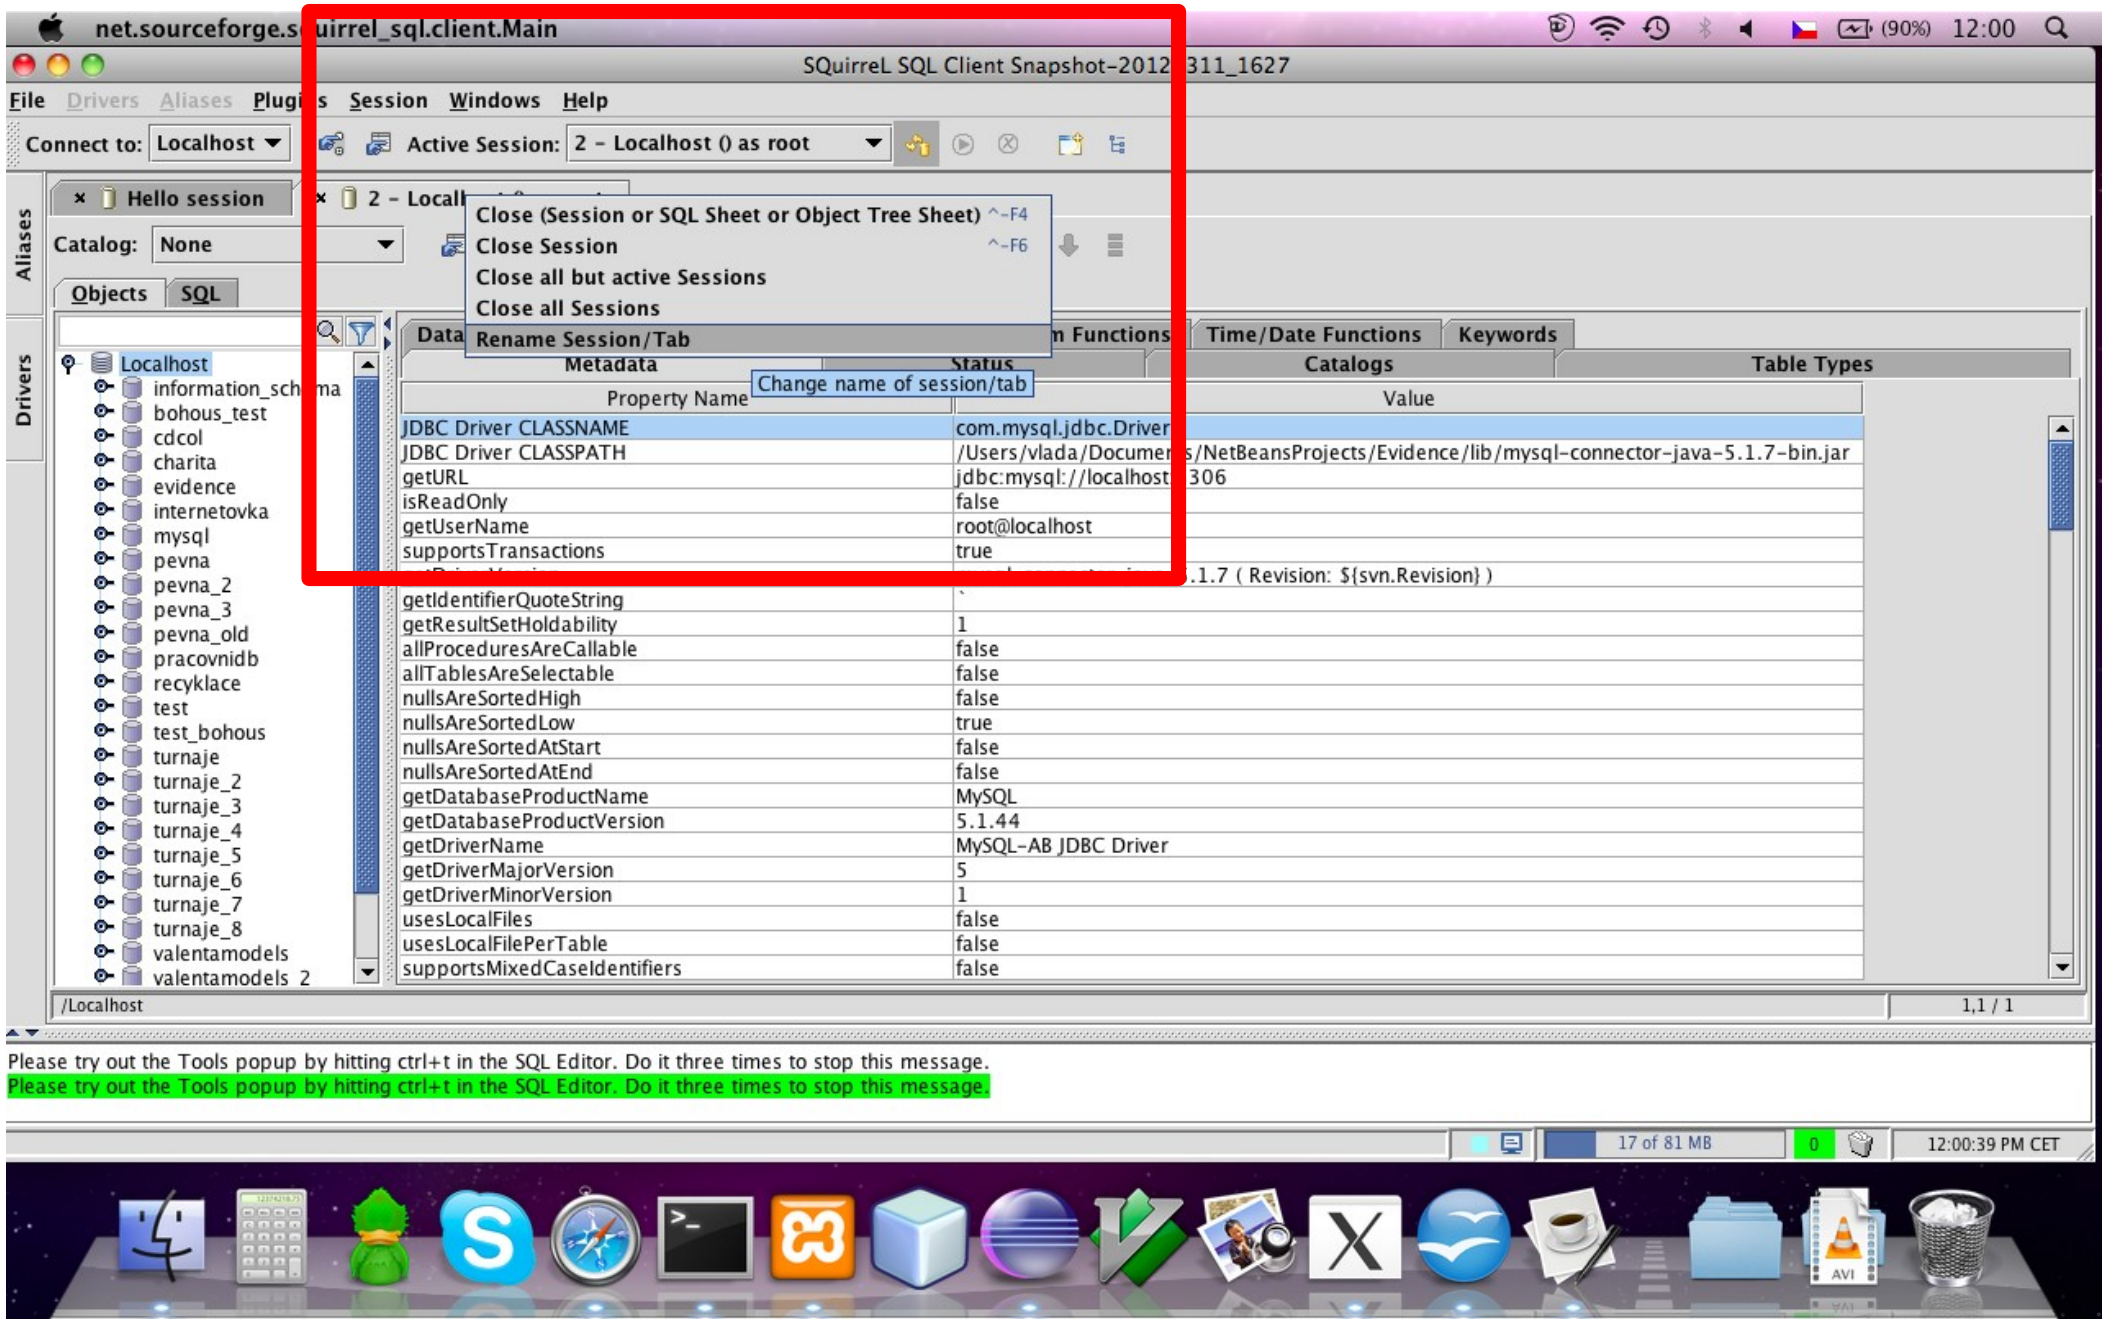 net.sourceforge.squirrel_sql.client.Main
(90%) 12:00
SQuirreL SQL Client Snapshot-2012 311_1627
File Drivers Aliases Plugins Session Windows Help
Connect to: Localhost Active Session: 2 - Localhost () as root
Hello session
2 - Local
Close (Session or SQL Sheet or Object Tree Sheet) ^-F4
Close Session ^-F6
Close all but active Sessions
Close all Sessions
Rename Session/Tab
Change name of session/tab
Aliases
Drivers
Catalog: None
Objects SQL
Localhost
information_schema
bohous_test
cdcol
charita
evidence
internetovka
mysql
pevna
pevna_2
pevna_3
pevna_old
pracovnidb
recyklace
test
test_bohous
turnaje
turnaje_2
turnaje_3
turnaje_4
turnaje_5
turnaje_6
turnaje_7
turnaje_8
valentamodels
valentamodels_2
Data Functions Time/Date Functions Keywords
Metadata Status Catalogs Table Types
Property Name Value
JDBC Driver CLASSNAME com.mysql.jdbc.Driver
JDBC Driver CLASSPATH /Users/vlada/Documents/NetBeansProjects/Evidence/lib/mysql-connector-java-5.1.7-bin.jar
getURL jdbc:mysql://localhost: 306
isReadOnly false
getUserName root@localhost
supportsTransactions true
.1.7 ( Revision: ${svn.Revision} )
getIdentifierQuoteString `
getResultSetHoldability 1
allProceduresAreCallable false
allTablesAreSelectable false
nullsAreSortedHigh false
nullsAreSortedLow true
nullsAreSortedAtStart false
nullsAreSortedAtEnd false
getDatabaseProductName MySQL
getDatabaseProductVersion 5.1.44
getDriverName MySQL-AB JDBC Driver
getDriverMajorVersion 5
getDriverMinorVersion 1
usesLocalFiles false
usesLocalFilePerTable false
supportsMixedCaseIdentifiers false
/Localhost 1,1 / 1
Please try out the Tools popup by hitting ctrl+t in the SQL Editor. Do it three times to stop this message.
Please try out the Tools popup by hitting ctrl+t in the SQL Editor. Do it three times to stop this message.
17 of 81 MB 0 12:00:39 PM CET
AVI